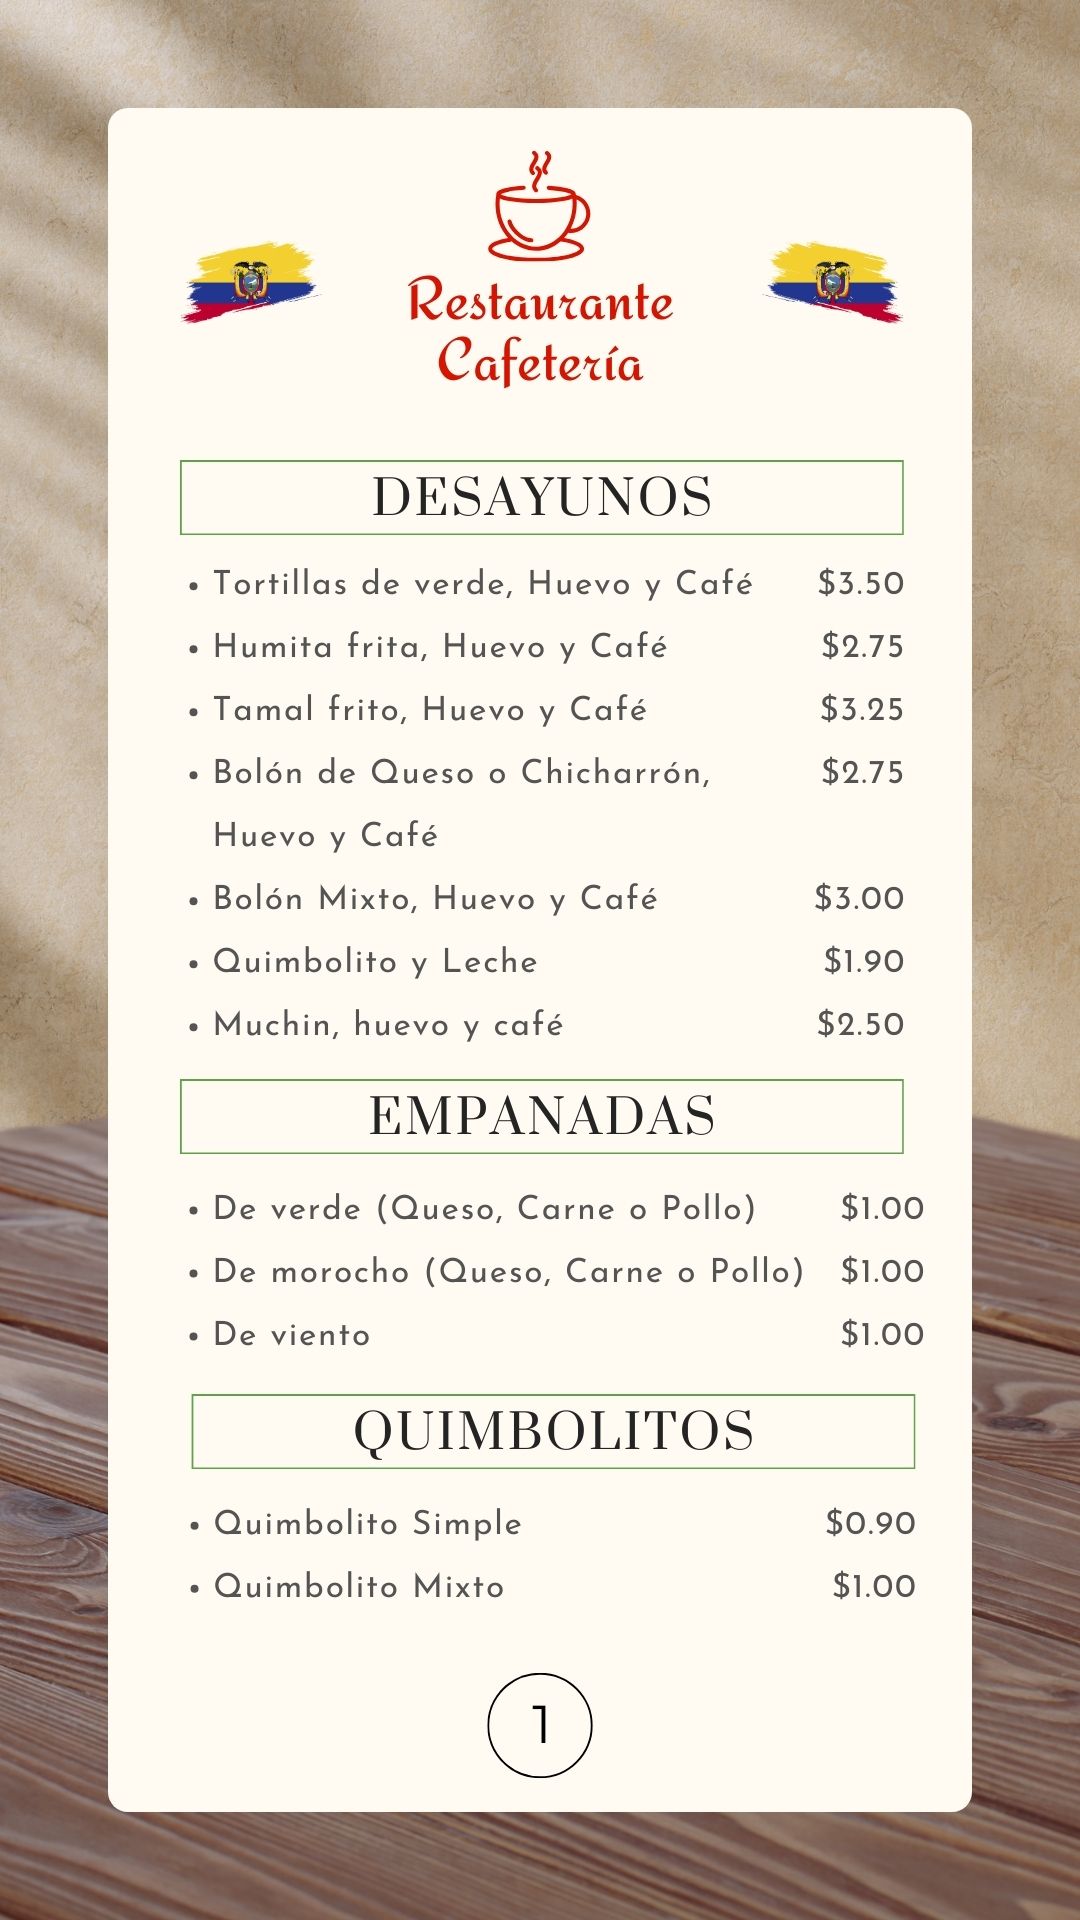 Restaurante
Cafetería
DESAYUNOS
• Tortillas de verde, Huevo y Café $3.50
• Humita frita, Huevo y Café $2.75
• Tamal frito, Huevo y Café $3.25
• Bolón de Queso o Chicharrón, $2.75
Huevo y Café
• Bolón Mixto, Huevo y Café $3.00
• Quimbolito y Leche $1.90
• Muchin, huevo y café $2.50
EMPANADAS
• De verde (Queso, Carne o Pollo) $1.00
• De morocho (Queso, Carne o Pollo) $1.00
• De viento $1.00
QUIMBOLITOS
• Quimbolito Simple $0.90
• Quimbolito Mixto $1.00
1